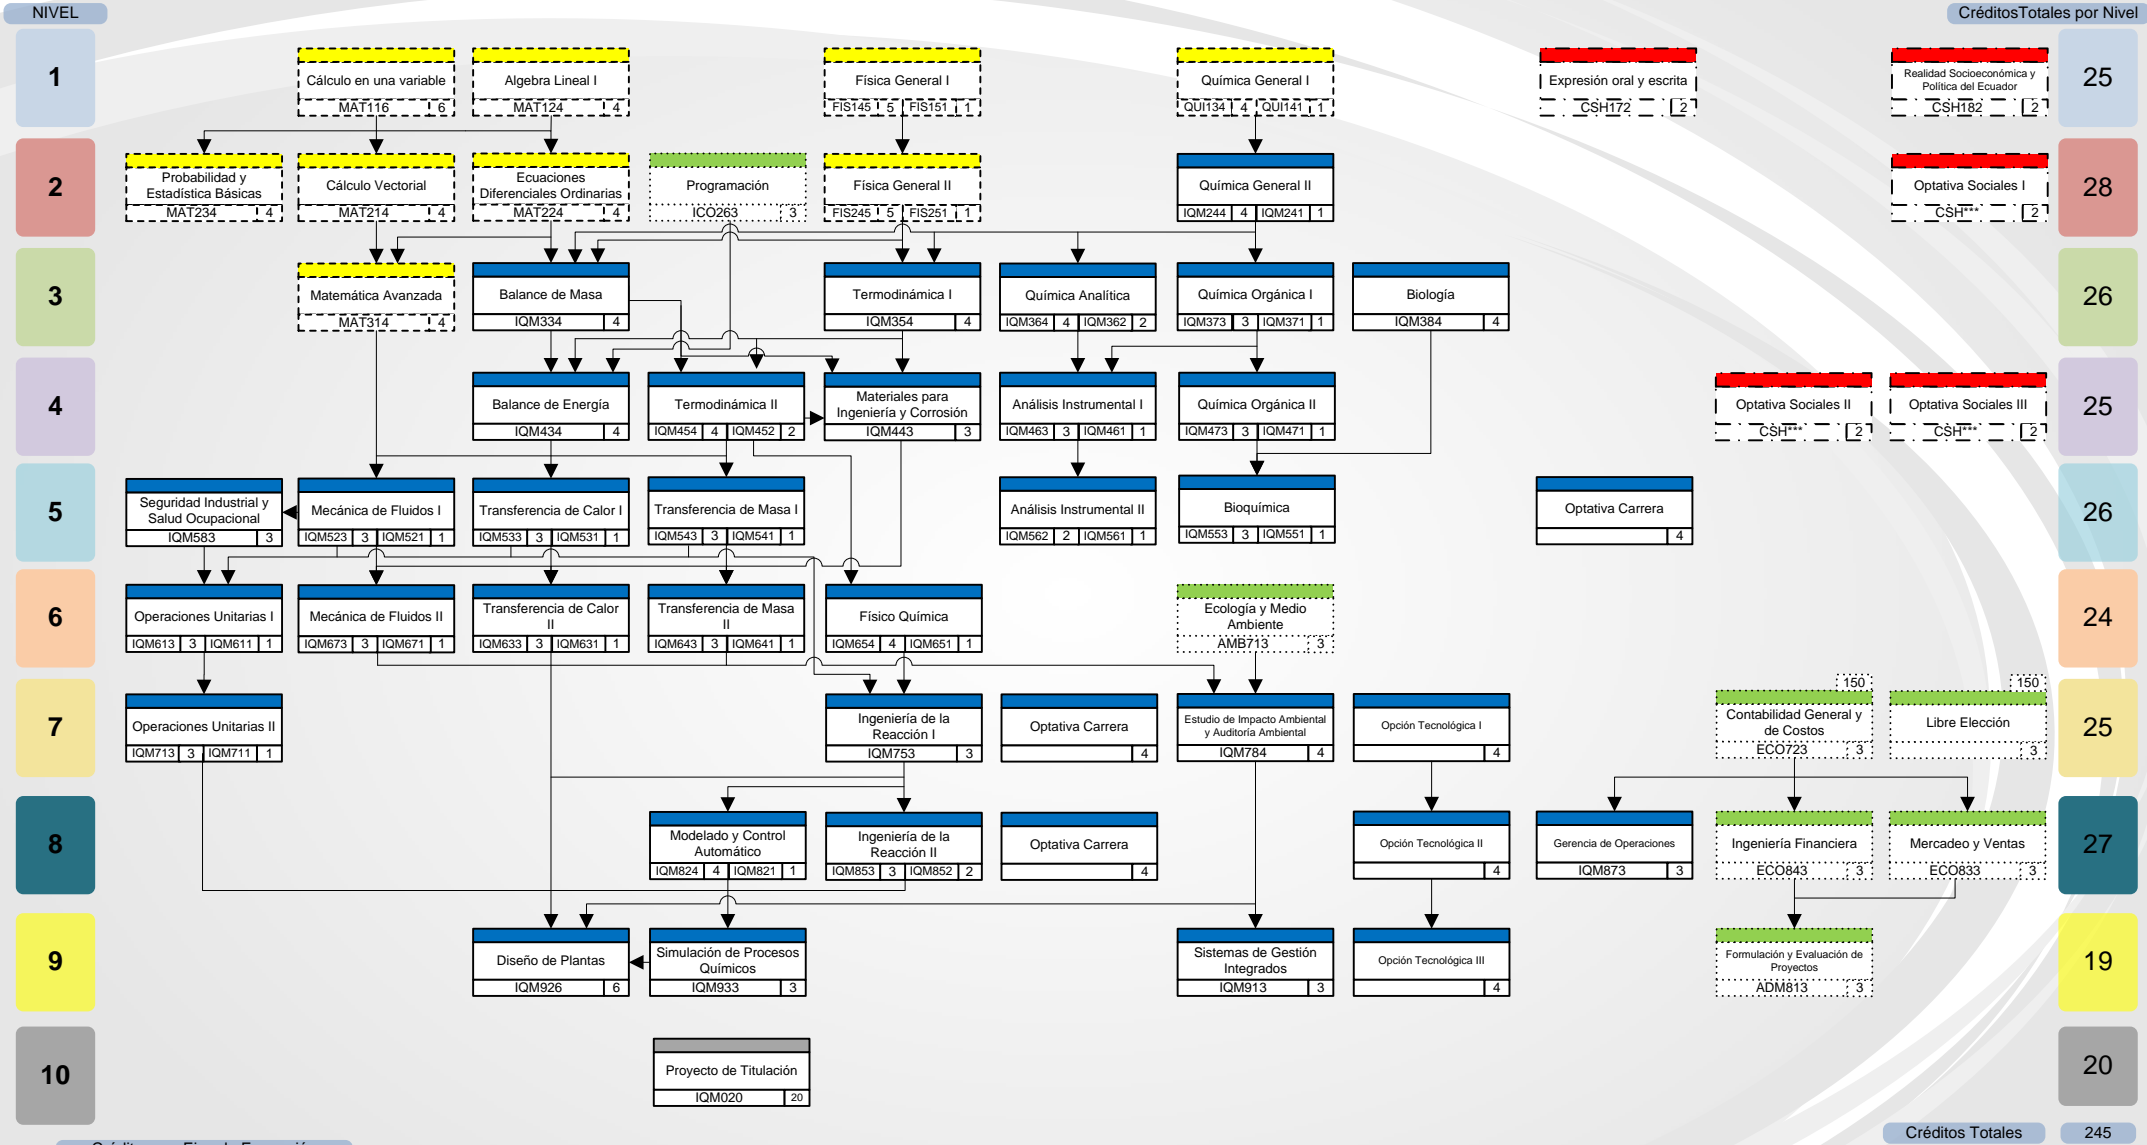 NIVEL
CréditosTotales por Nivel
1
Cálculo en una variable
MAT116 6
Algebra Lineal I
MAT124 4
Física General I
FIS145 5 FIS151 1
Química General I
QUI134 4 QUI141 1
Expresión oral y escrita
CSH172 2
Realidad Socioeconómica y
Política del Ecuador
CSH182 2
25
2
Probabilidad y
Estadística Básicas
MAT234 4
Cálculo Vectorial
MAT214 4
Ecuaciones
Diferenciales Ordinarias
MAT224 4
Programación
ICO263 3
Física General II
FIS245 5 FIS251 1
Química General II
IQM244 4 IQM241 1
Optativa Sociales I
CSH*** 2
28
3
Matemática Avanzada
MAT314 4
Balance de Masa
IQM334 4
Termodinámica I
IQM354 4
Química Analítica
IQM364 4 IQM362 2
Química Orgánica I
IQM373 3 IQM371 1
Biología
IQM384 4
26
4
Balance de Energía
IQM434 4
Termodinámica II
IQM454 4 IQM452 2
Materiales para
Ingeniería y Corrosión
IQM443 3
Análisis Instrumental I
IQM463 3 IQM461 1
Química Orgánica II
IQM473 3 IQM471 1
Optativa Sociales II
CSH*** 2
Optativa Sociales III
CSH*** 2
25
5
Seguridad Industrial y
Salud Ocupacional
IQM583 3
Mecánica de Fluidos I
IQM523 3 IQM521 1
Transferencia de Calor I
IQM533 3 IQM531 1
Transferencia de Masa I
IQM543 3 IQM541 1
Análisis Instrumental II
IQM562 2 IQM561 1
Bioquímica
IQM553 3 IQM551 1
Optativa Carrera
4
26
6
Operaciones Unitarias I
IQM613 3 IQM611 1
Mecánica de Fluidos II
IQM673 3 IQM671 1
Transferencia de Calor
II
IQM633 3 IQM631 1
Transferencia de Masa
II
IQM643 3 IQM641 1
Físico Química
IQM654 4 IQM651 1
Ecología y Medio
Ambiente
AMB713 3
24
7
Operaciones Unitarias II
IQM713 3 IQM711 1
Ingeniería de la
Reacción I
IQM753 3
Optativa Carrera
4
Estudio de Impacto Ambiental
y Auditoría Ambiental
IQM784 4
Opción Tecnológica I
4
150
Contabilidad General y
de Costos
ECO723 3
150
Libre Elección
3
25
8
Modelado y Control
Automático
IQM824 4 IQM821 1
Ingeniería de la
Reacción II
IQM853 3 IQM852 2
Optativa Carrera
4
Opción Tecnológica II
4
Gerencia de Operaciones
IQM873 3
Ingeniería Financiera
ECO843 3
Mercadeo y Ventas
ECO833 3
27
9
Diseño de Plantas
IQM926 6
Simulación de Procesos
Químicos
IQM933 3
Sistemas de Gestión
Integrados
IQM913 3
Opción Tecnológica III
4
Formulación y Evaluación de
Proyectos
ADM813 3
19
10
Proyecto de Titulación
IQM020 20
20
Créditos Totales 245